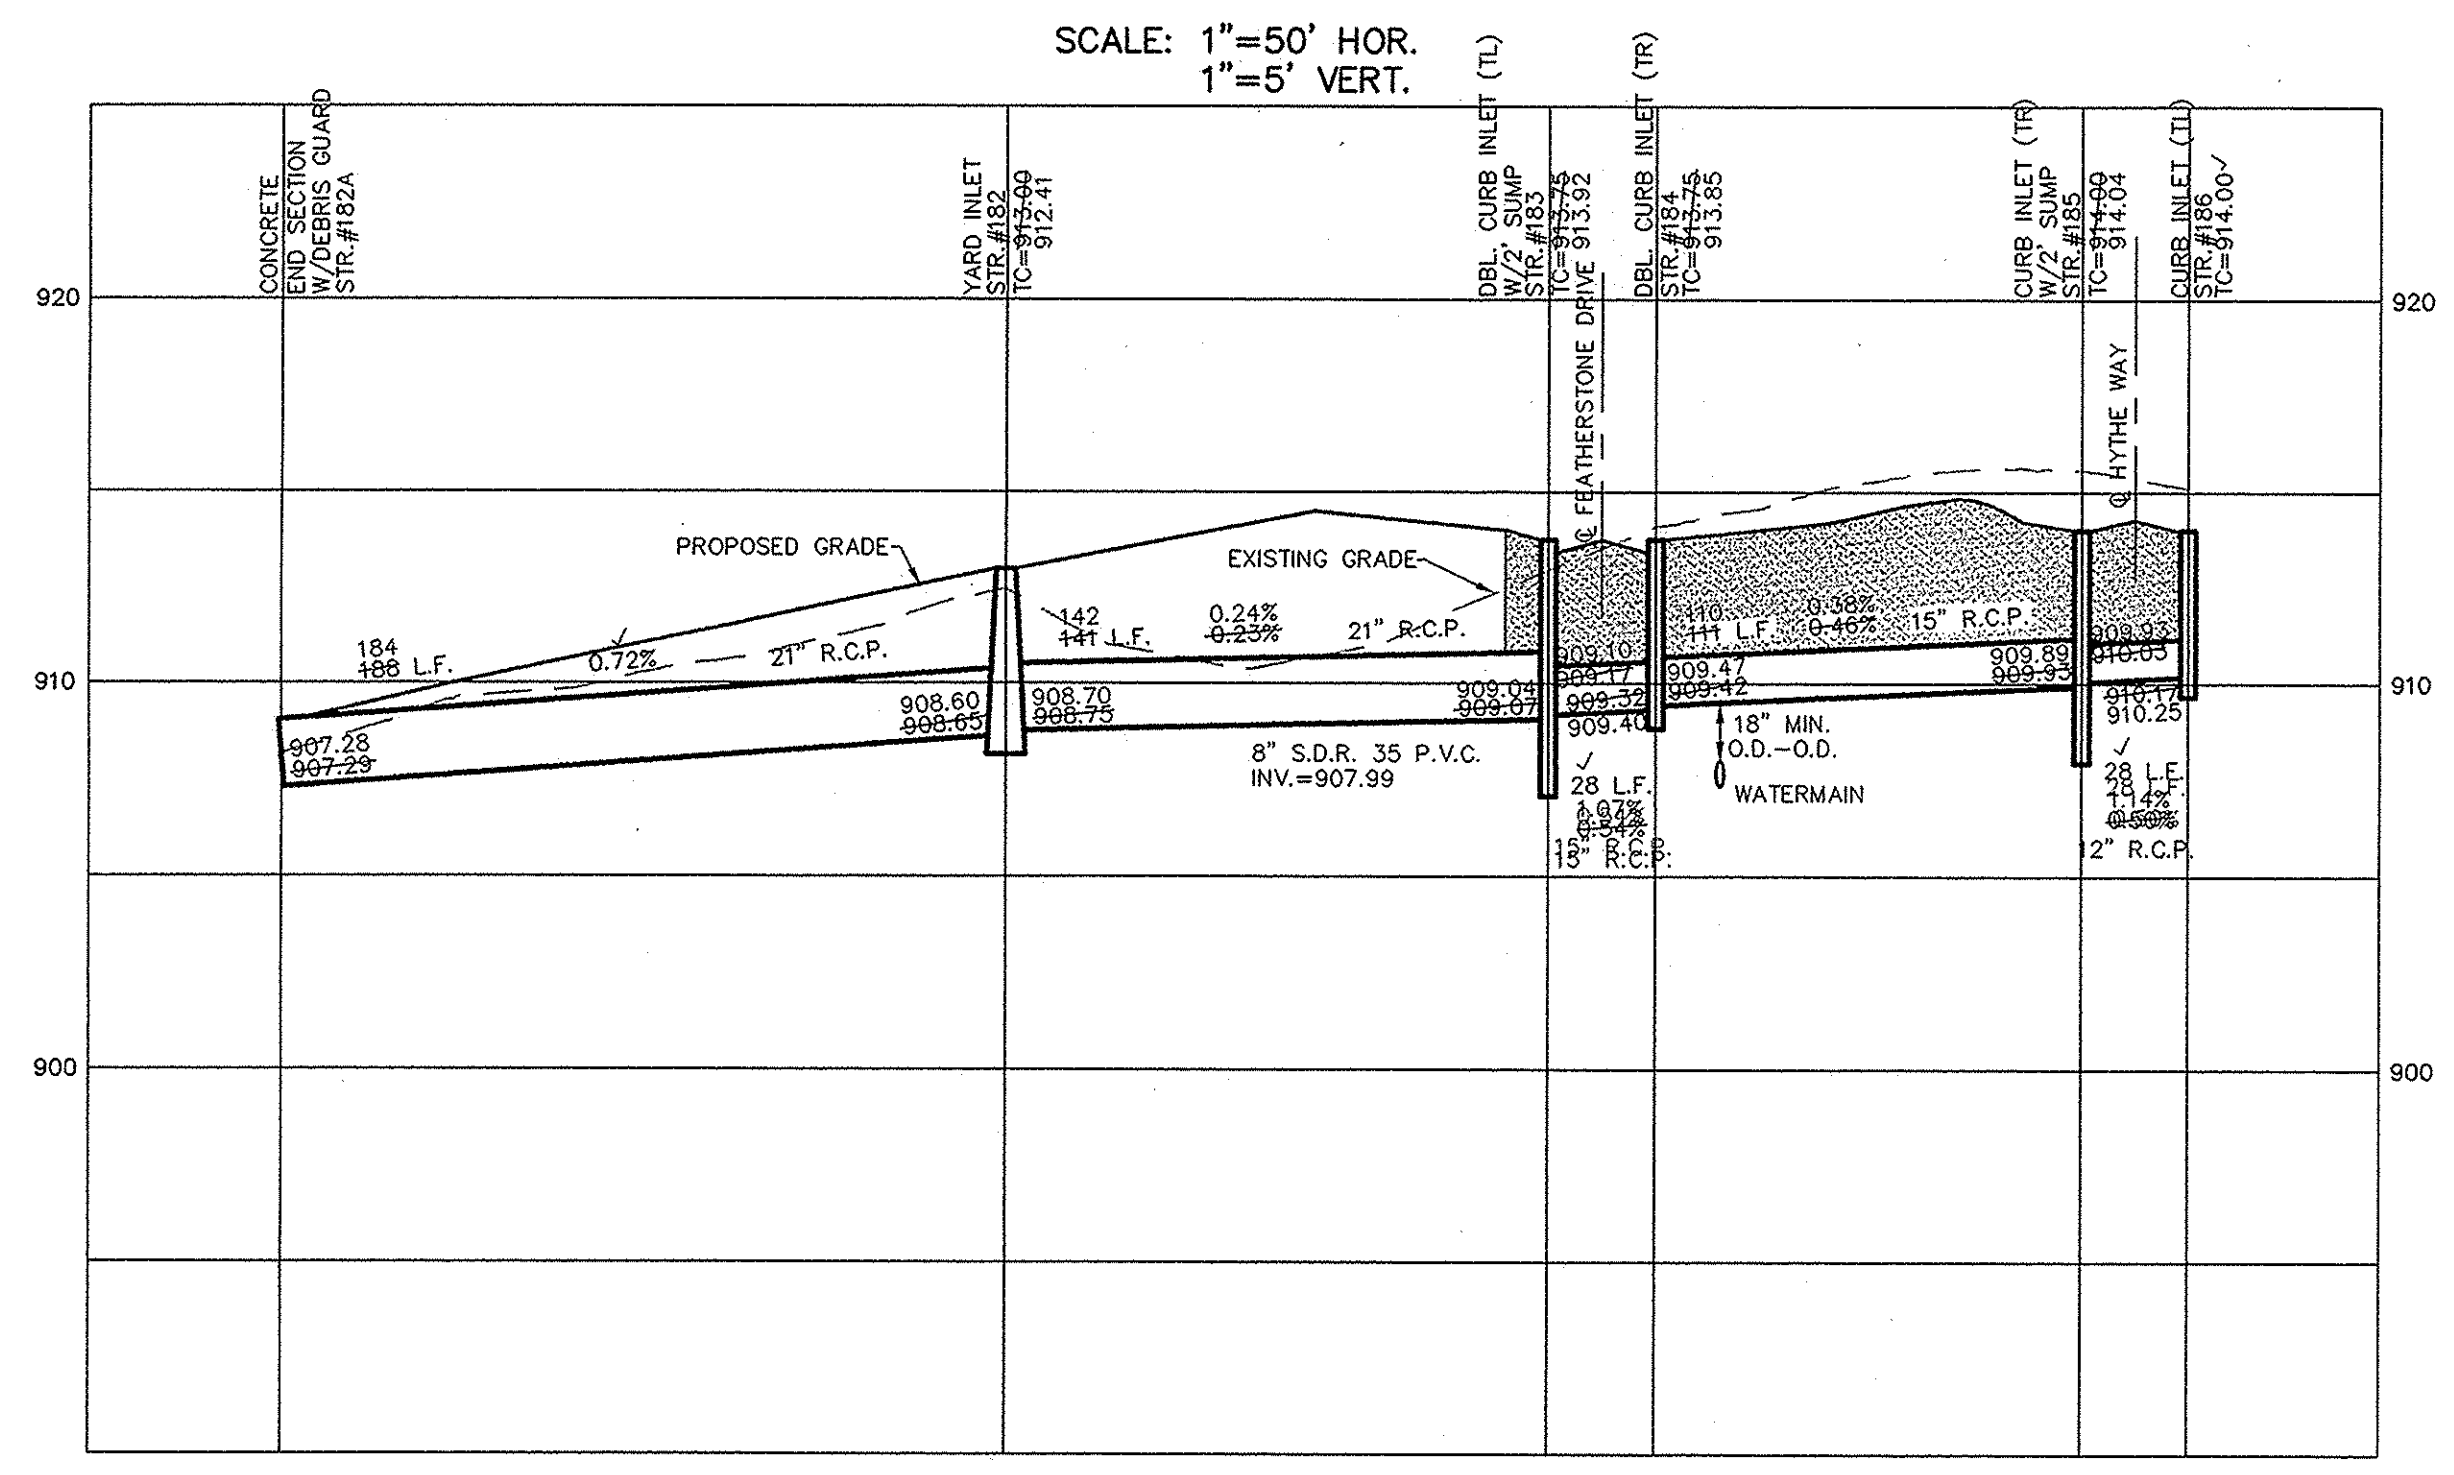 SCALE: 1"=50' HOR.
1"=5' VERT.
CONCRETE
END SECTION
W/DEBRIS GUARD
STR.#182A
YARD INLET
STR.#182
TC=913.00
912.41
DBL. CURB INLET (TL)
W/2' SUMP
STR.#183
TC=913.75
913.92
℄ FEATHERSTONE DRIVE
DBL. CURB INLET (TR)
STR.#184
TC=913.75
913.85
CURB INLET (TR)
W/2' SUMP
STR.#185
TC=914.00
914.04
℄ HYTHE WAY
CURB INLET (TL)
STR.#186
TC=914.00✓
920
920
PROPOSED GRADE
EXISTING GRADE
184
188 L.F.
0.72%
21" R.C.P.
142
141 L.F.
0.24%
0.23%
21" R.C.P.
110
111 L.F.
0.38%
0.46%
15" R.C.P.
910
910
907.28
907.29
908.60
908.65
908.70
908.75
909.04
909.07
909.10
909.17
909.32
909.40
909.47
909.42
909.89
909.93
909.93
910.03
910.17
910.25
8" S.D.R. 35 P.V.C.
INV.=907.99
28 L.F.
1.07%
0.54%
15" R.C.P.
15" R.C.P.
18" MIN.
O.D.-O.D.
WATERMAIN
28 L.F.
28 L.F.
1.14%
0.50%
12" R.C.P.
900
900